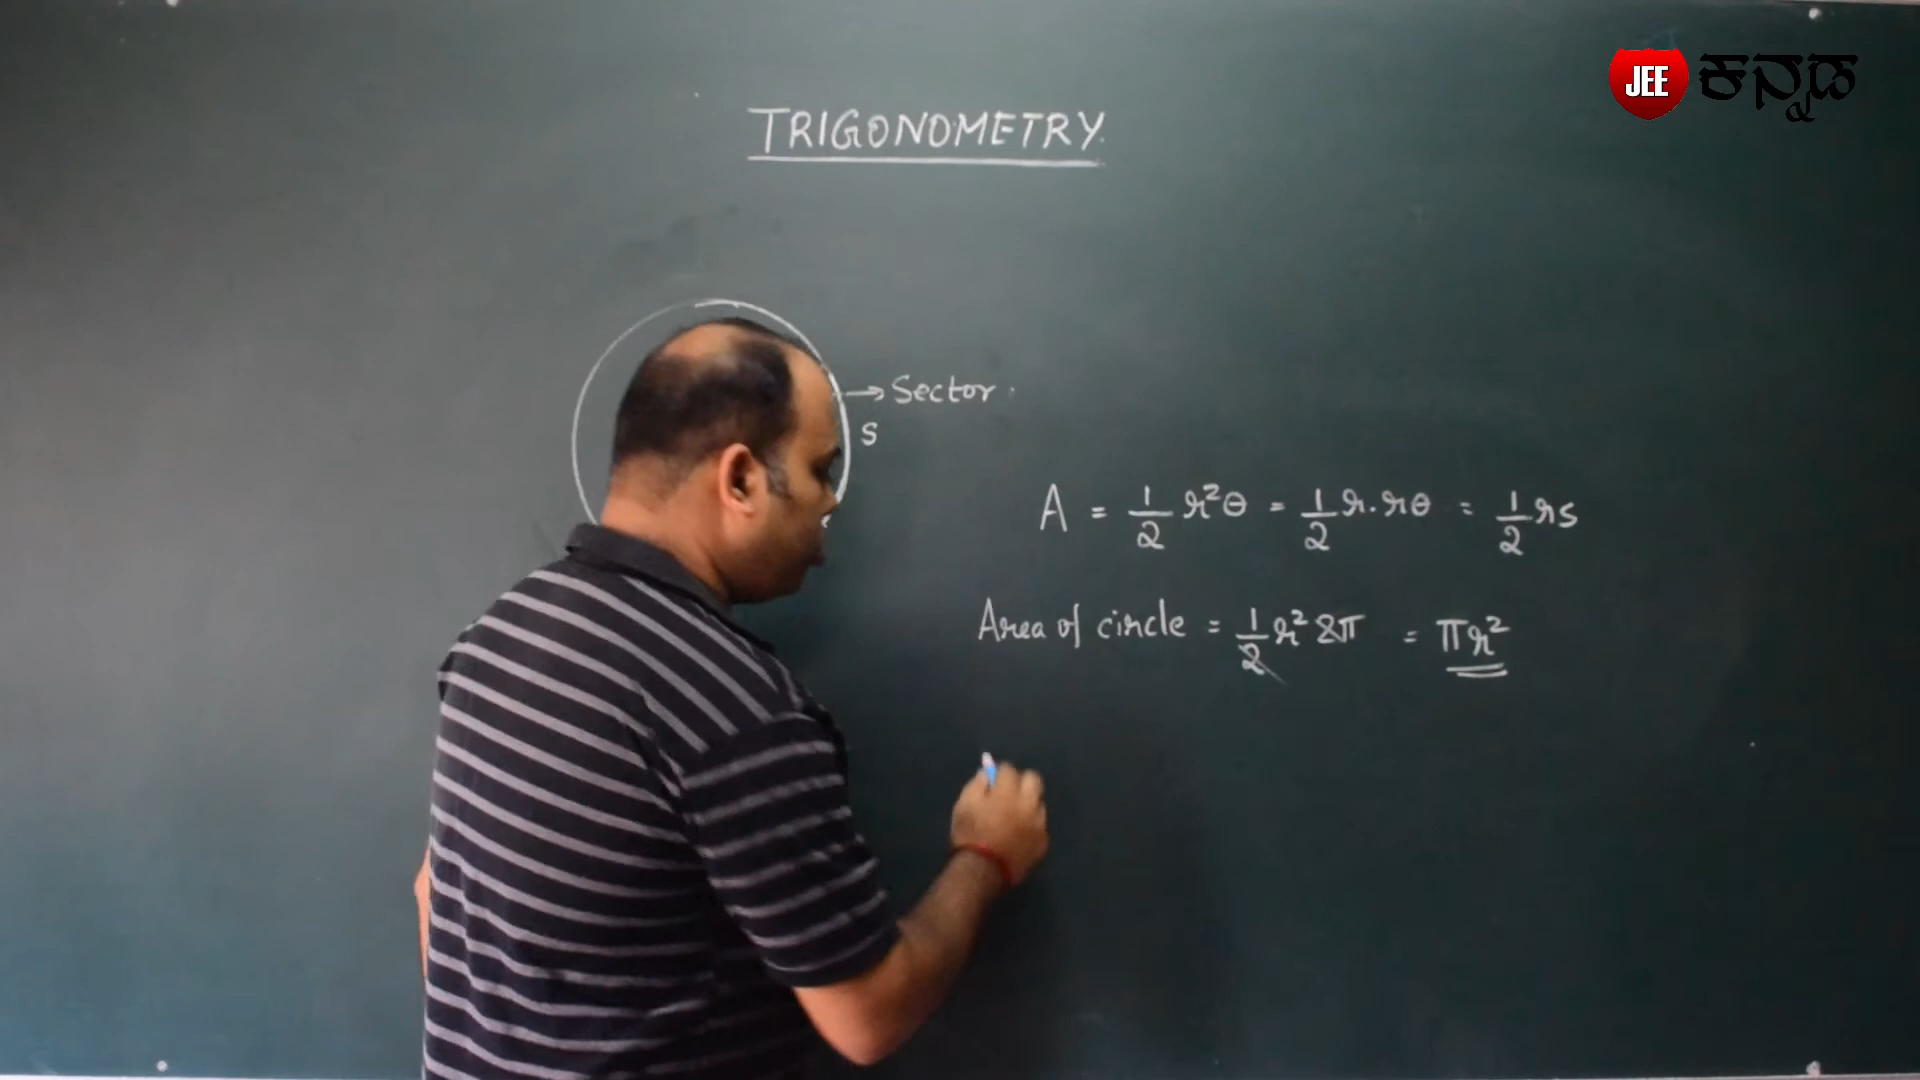 JEE ಕನ್ನಡ
TRIGONOMETRY
→ Sector
S
A = 1/2 r²θ = 1/2 r.rθ = 1/2 rs
Area of circle = 1/2 r² 2π = πr²